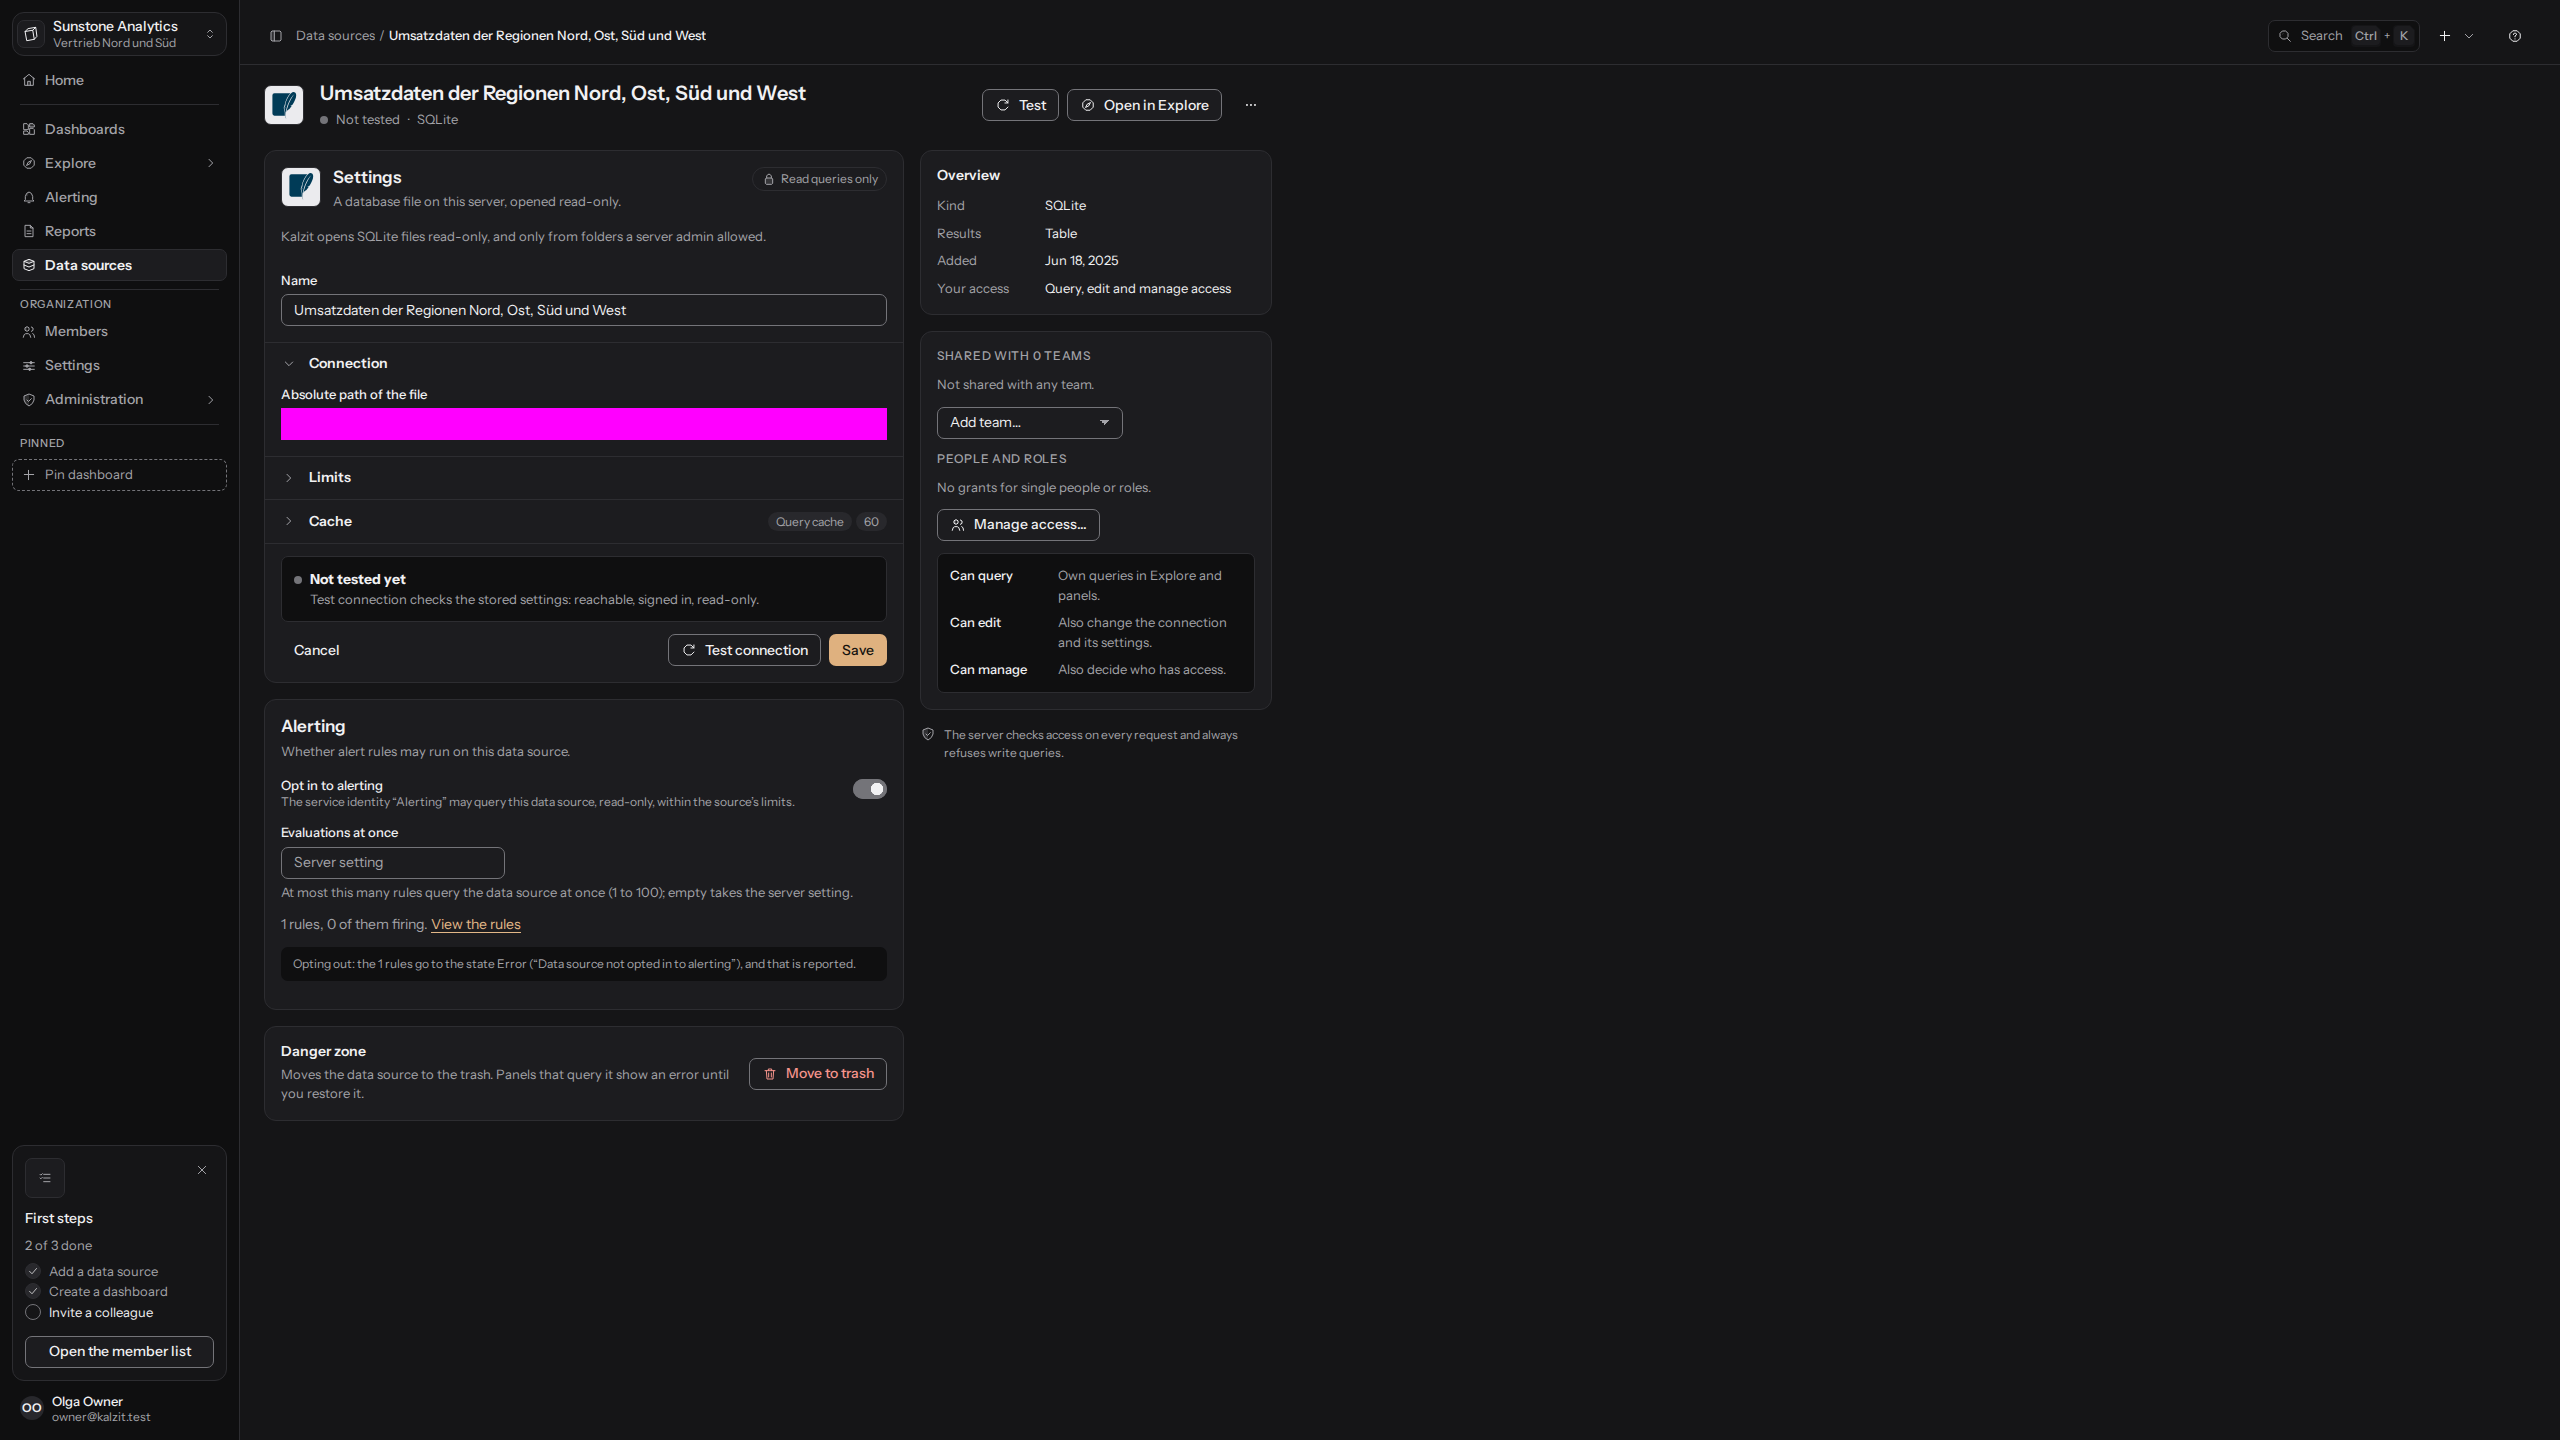 Sunstone Analytics
Vertrieb Nord und Süd
Home
Dashboards
Explore
Alerting
Reports
Data sources
ORGANIZATION
Members
Settings
Administration
PINNED
Pin dashboard
First steps
2 of 3 done
Add a data source
Create a dashboard
Invite a colleague
Open the member list
OO
Olga Owner
owner@kalzit.test
Data sources / Umsatzdaten der Regionen Nord, Ost, Süd und West
Search Ctrl + K
Umsatzdaten der Regionen Nord, Ost, Süd und West
Not tested · SQLite
Test
Open in Explore
Settings
A database file on this server, opened read-only.
Read queries only
Kalzit opens SQLite files read-only, and only from folders a server admin allowed.
Name
Umsatzdaten der Regionen Nord, Ost, Süd und West
Connection
Absolute path of the file
Limits
Cache
Query cache 60
Not tested yet
Test connection checks the stored settings: reachable, signed in, read-only.
Cancel
Test connection
Save
Alerting
Whether alert rules may run on this data source.
Opt in to alerting
The service identity “Alerting” may query this data source, read-only, within the source’s limits.
Evaluations at once
Server setting
At most this many rules query the data source at once (1 to 100); empty takes the server setting.
1 rules, 0 of them firing. View the rules
Opting out: the 1 rules go to the state Error (“Data source not opted in to alerting”), and that is reported.
Danger zone
Moves the data source to the trash. Panels that query it show an error until
you restore it.
Move to trash
Overview
Kind SQLite
Results Table
Added Jun 18, 2025
Your access Query, edit and manage access
SHARED WITH 0 TEAMS
Not shared with any team.
Add team...
PEOPLE AND ROLES
No grants for single people or roles.
Manage access...
Can query Own queries in Explore and
panels.
Can edit Also change the connection
and its settings.
Can manage Also decide who has access.
The server checks access on every request and always
refuses write queries.